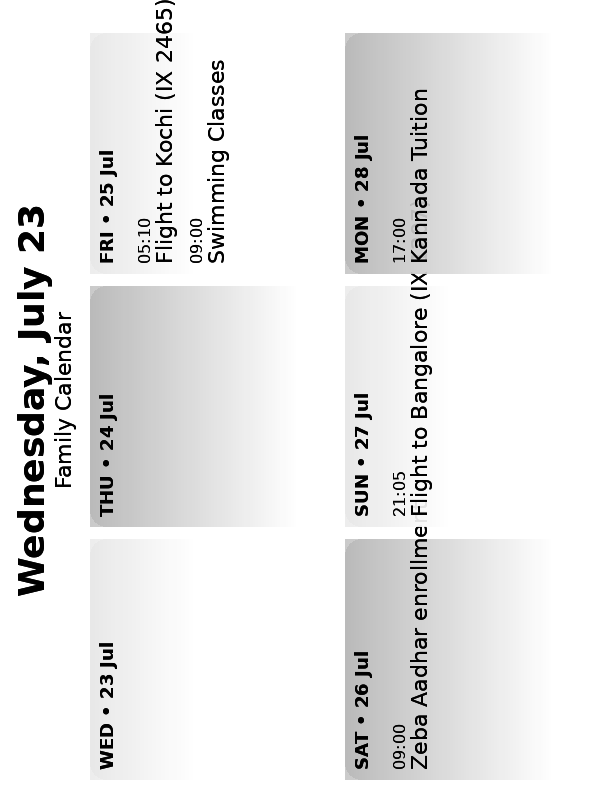 Wednesday, July 23
Family Calendar
WED • 23 Jul
THU • 24 Jul
FRI • 25 Jul
05:10
Flight to Kochi (IX 2465)
09:00
Swimming Classes
SAT • 26 Jul
09:00
Zeba Aadhar enrollme
SUN • 27 Jul
21:05
Flight to Bangalore (IX
MON • 28 Jul
17:00
Kannada Tuition